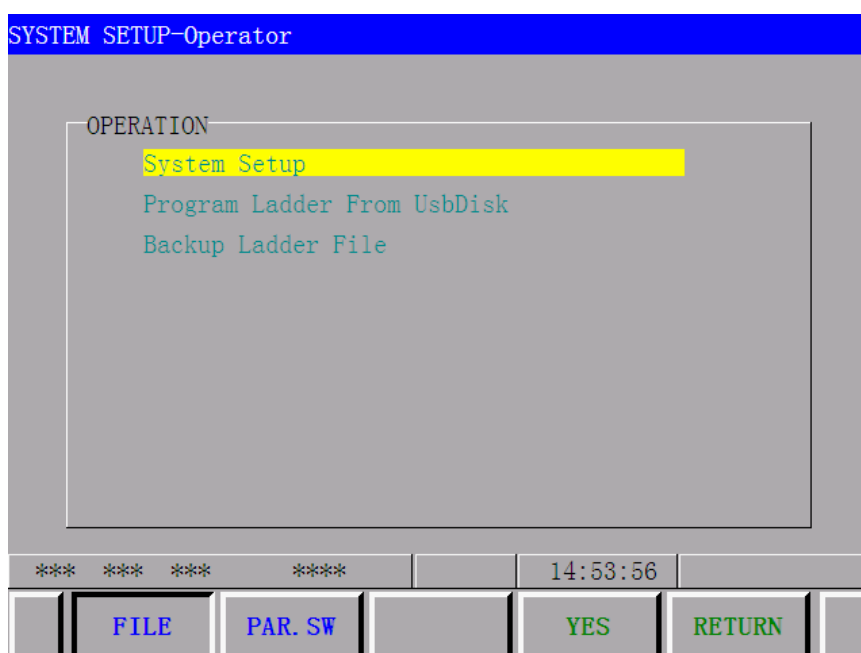 SYSTEM SETUP-Operator
OPERATION
System Setup
Program Ladder From UsbDisk
Backup Ladder File
*** *** *** **** 14:53:56
FILE PAR. SW YES RETURN